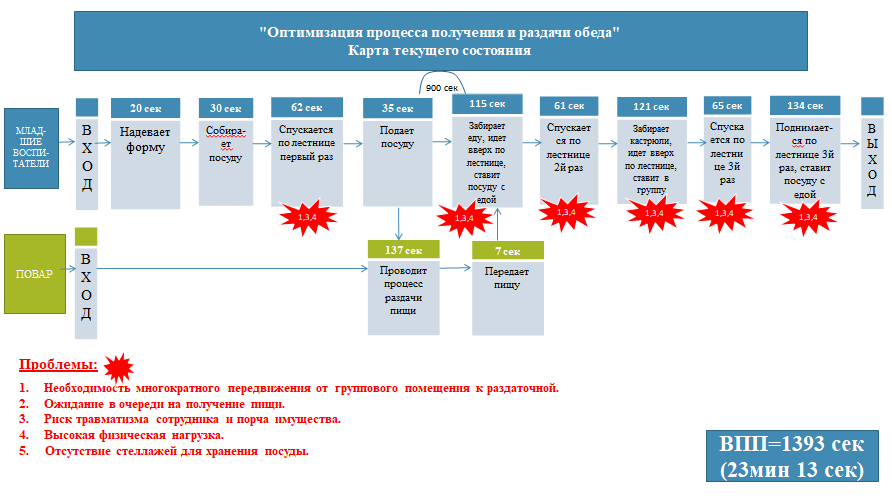 "Оптимизация процесса получения и раздачи обеда"
Карта текущего состояния
900 сек
МЛАД-
ШИЕ
ВОСПИ-
ТАТЕЛИ
В
Х
О
Д
20 сек
Надевает
форму
30 сек
Собира-
ет
посуду
62 сек
Спускается
по лестнице
первый раз
1,3,4
35 сек
Подает
посуду
115 сек
Забирает
еду, идет
вверх по
лестнице,
ставит
посуду с
едой
1,3,4
61 сек
Спускает
ся по
лестнице
2й раз
1,3,4
121 сек
Забирает
кастрюли,
идет вверх
по лестнице,
ставит в
группу
1,3,4
65 сек
Спуска
ется по
лестни
це 3й
раз
1,3,4
134 сек
Поднимает-
ся по
лестнице 3й
раз, ставит
посуду с
едой
1,3,4
В
Ы
Х
О
Д
ПОВАР
В
Х
О
Д
137 сек
Проводит
процесс
раздачи
пищи
7 сек
Передает
пищу
Проблемы:
1. Необходимость многократного передвижения от группового помещения к раздаточной.
2. Ожидание в очереди на получение пищи.
3. Риск травматизма сотрудника и порча имущества.
4. Высокая физическая нагрузка.
5. Отсутствие стеллажей для хранения посуды.
ВПП=1393 сек
(23мин 13 сек)